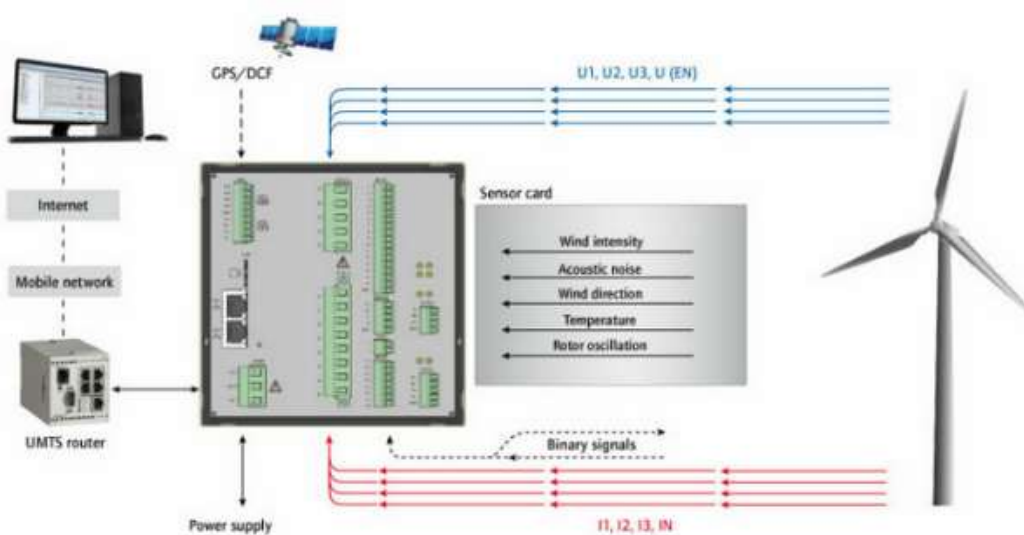 GPS/DCF
U1, U2, U3, U (EN)
Internet
Mobile network
UMTS router
Sensor card
Wind intensity
Acoustic noise
Wind direction
Temperature
Rotor oscillation
Binary signals
Power supply
I1, I2, I3, IN